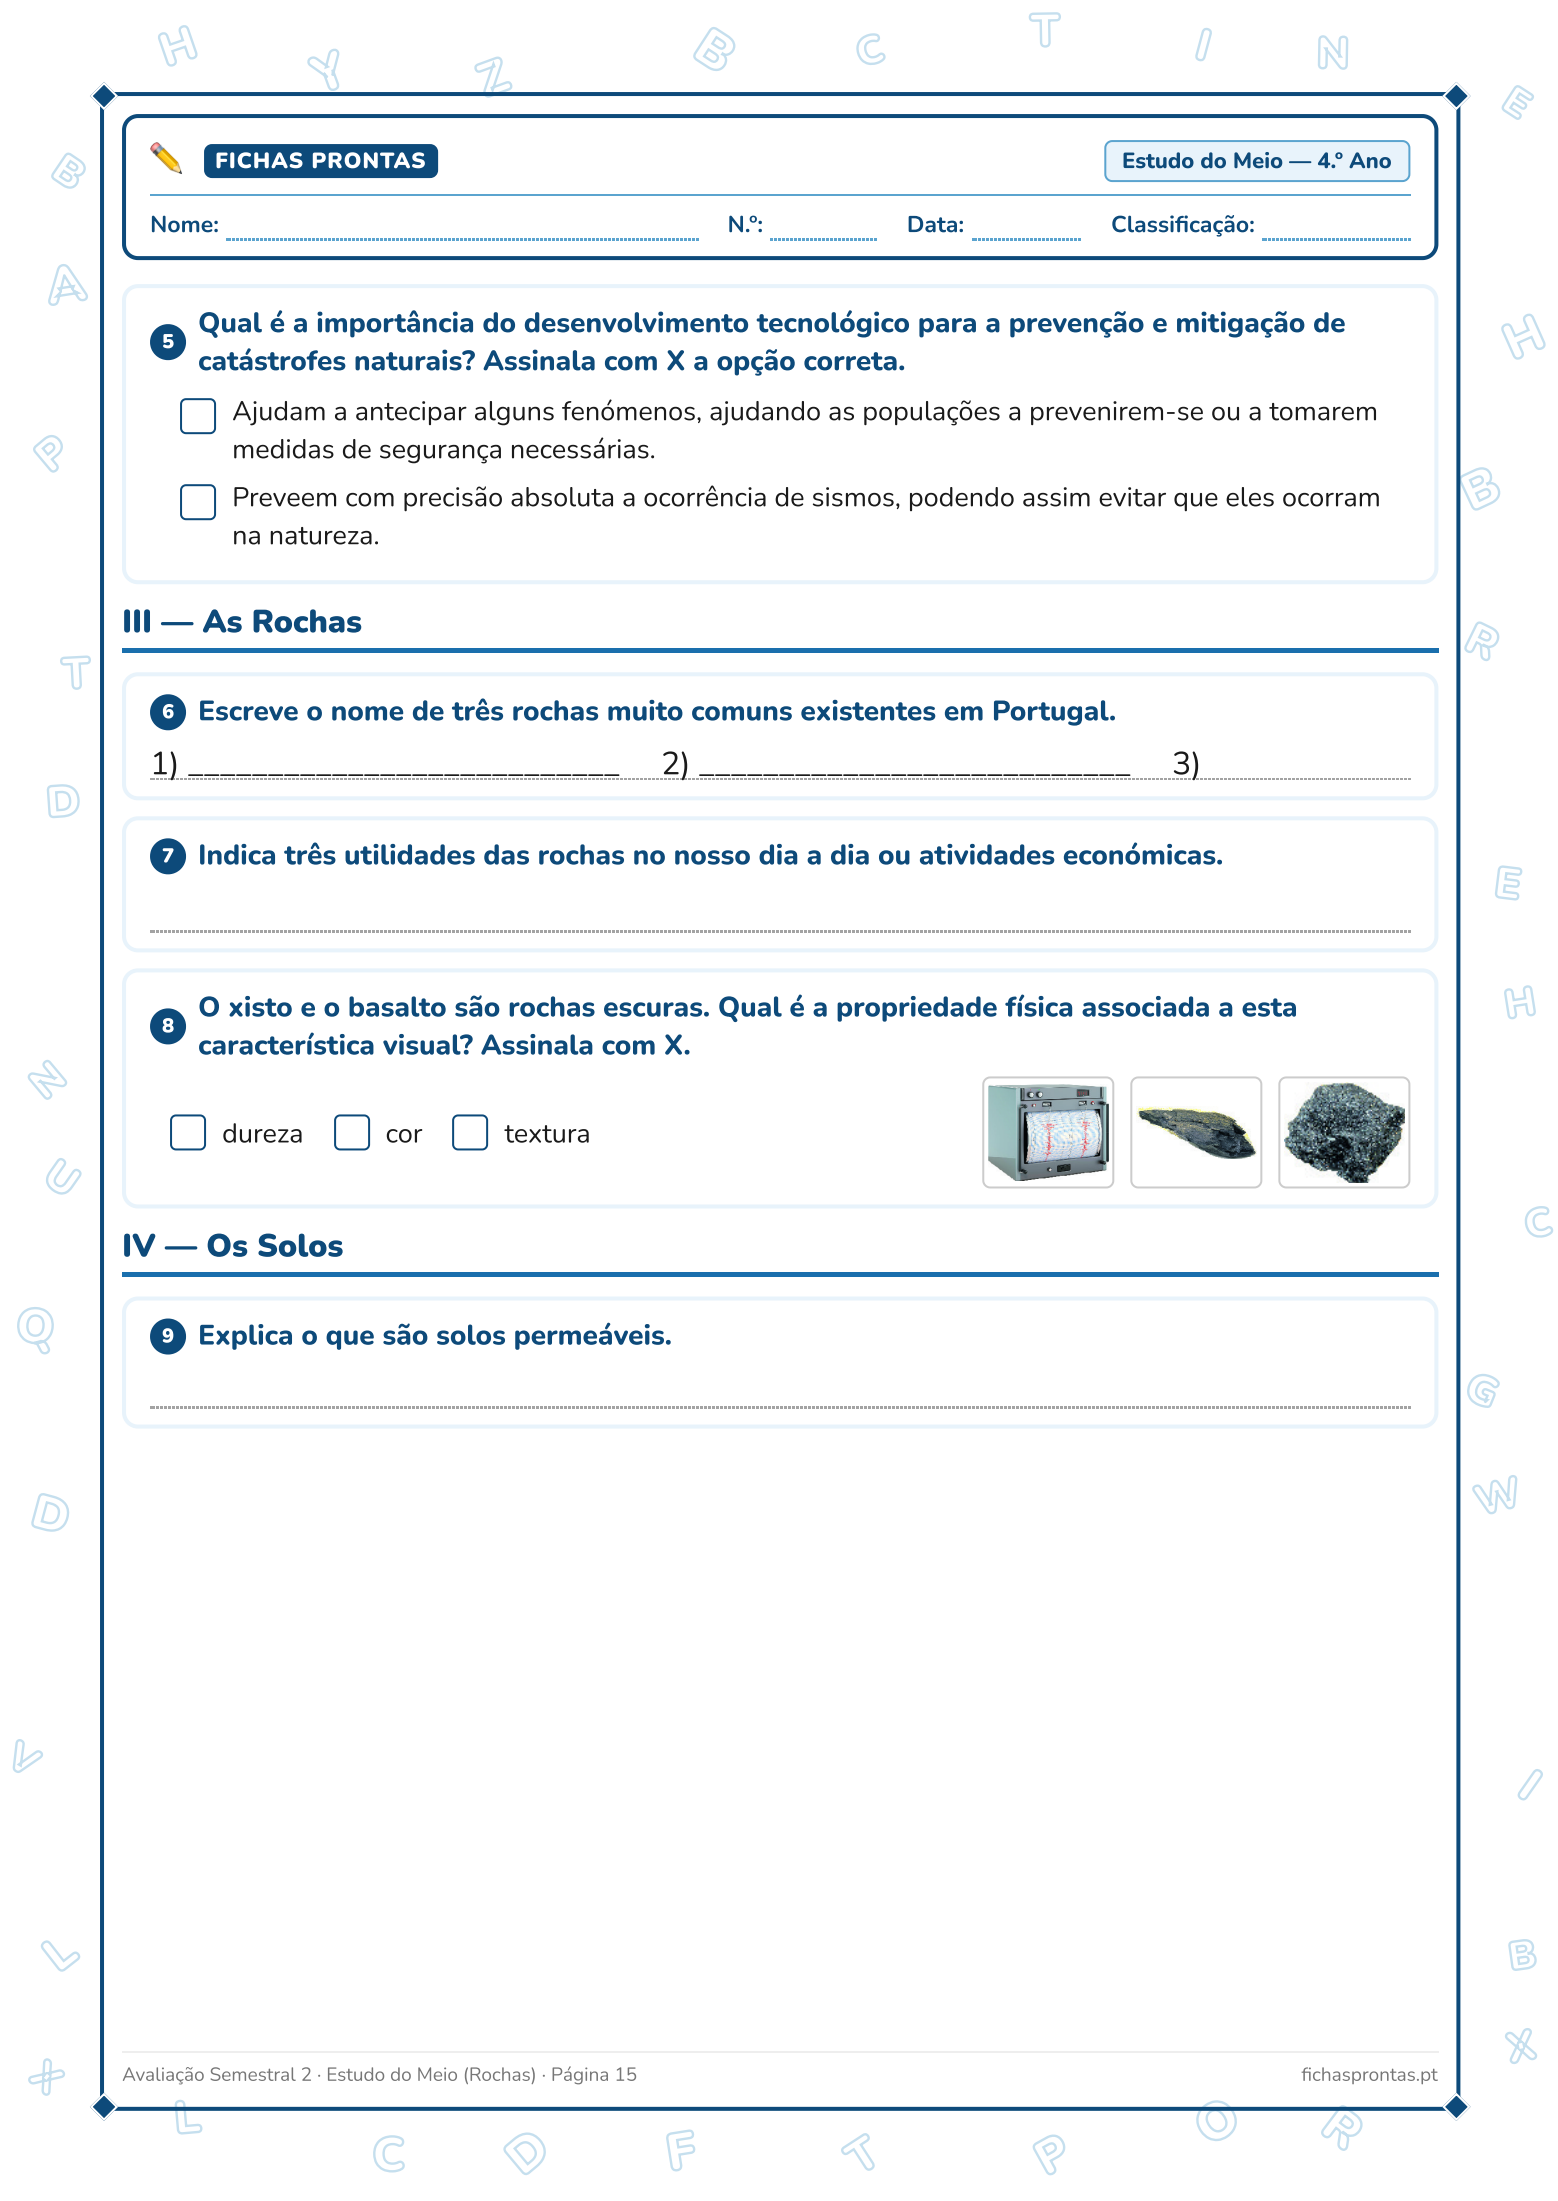 FICHAS PRONTAS
Estudo do Meio — 4.º Ano
Nome:
N.º:
Data:
Classificação:
5 Qual é a importância do desenvolvimento tecnológico para a prevenção e mitigação de
catástrofes naturais? Assinala com X a opção correta.
Ajudam a antecipar alguns fenómenos, ajudando as populações a prevenirem-se ou a tomarem
medidas de segurança necessárias.
Preveem com precisão absoluta a ocorrência de sismos, podendo assim evitar que eles ocorram
na natureza.
III — As Rochas
6 Escreve o nome de três rochas muito comuns existentes em Portugal.
1) ___________________________ 2) ___________________________ 3)
7 Indica três utilidades das rochas no nosso dia a dia ou atividades económicas.
8 O xisto e o basalto são rochas escuras. Qual é a propriedade física associada a esta
característica visual? Assinala com X.
dureza cor textura
IV — Os Solos
9 Explica o que são solos permeáveis.
Avaliação Semestral 2 · Estudo do Meio (Rochas) · Página 15
fichasprontas.pt